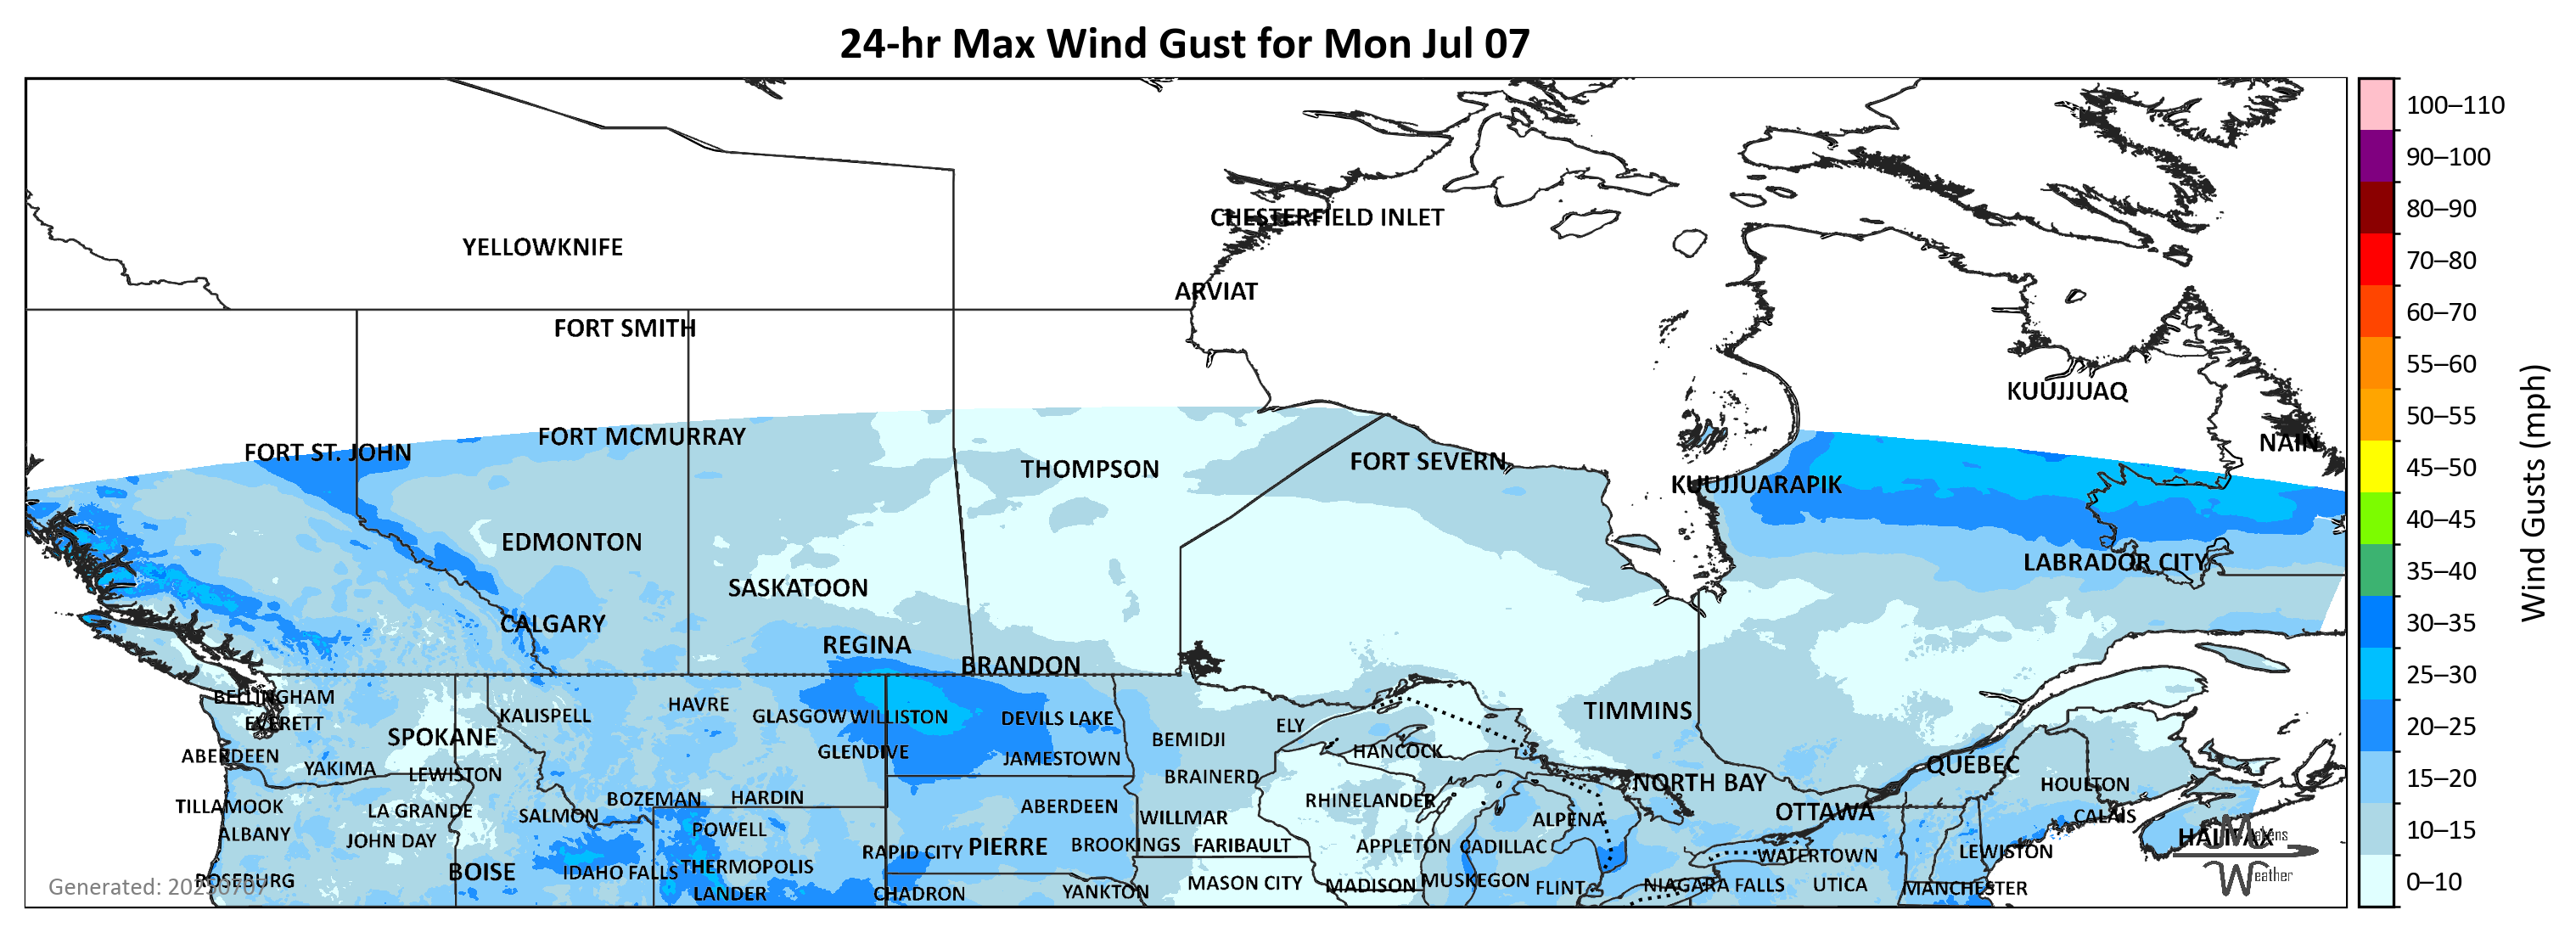 24-hr Max Wind Gust for Mon Jul 07
100–110
90–100
CHESTERFIELD INLET
80–90
YELLOWKNIFE
70–80
ARVIAT
60–70
FORT SMITH
55–60
KUUJJUAQ
50–55
FORT MCMURRAY
NAIN
FORT ST. JOHN
45–50
THOMPSON
FORT SEVERN
KUUJJUARAPIK
40–45
EDMONTON
LABRADOR CITY
35–40
SASKATOON
CALGARY
30–35
REGINA
BRANDON
25–30
BELLINGHAM
HAVRE
KALISPELL
GLASGOW
WILLISTON
DEVILS LAKE
TIMMINS
EVERETT
ELY
20–25
SPOKANE
BEMIDJI
HANCOCK
GLENDIVE
ABERDEEN
JAMESTOWN
QUÉBEC
YAKIMA
LEWISTON
BRAINERD
15–20
NORTH BAY
HOULTON
BOZEMAN
HARDIN
RHINELANDER
TILLAMOOK
LA GRANDE
ABERDEEN
OTTAWA
SALMON
WILLMAR
ALPENA
CALAIS
POWELL
10–15
ALBANY
HALIFAX
Makens
JOHN DAY
BROOKINGS
FARIBAULT
APPLETON
CADILLAC
PIERRE
RAPID CITY
LEWISTON
WATERTOWN
THERMOPOLIS
BOISE
IDAHO FALLS
Weather
ROSEBURG
MUSKEGON
MASON CITY
MADISON
NIAGARA FALLS
UTICA
0–10
FLINT
MANCHESTER
YANKTON
LANDER
CHADRON
Wind Gusts (mph)